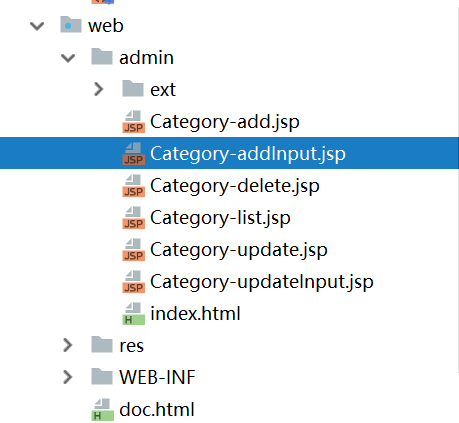 web
admin
ext
Category-add.jsp
Category-addInput.jsp
Category-delete.jsp
Category-list.jsp
Category-update.jsp
Category-updateInput.jsp
index.html
res
WEB-INF
doc.html